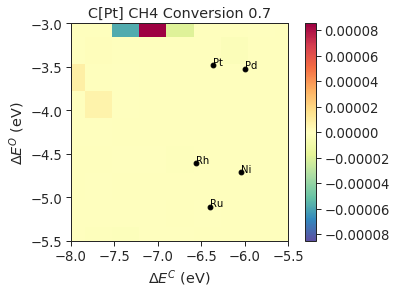 C[Pt] CH4 Conversion 0.7
−3.0
−3.5
−4.0
−4.5
−5.0
−5.5
ΔE^O (eV)
Pt
Pd
Rh
Ni
Ru
−8.0 −7.5 −7.0 −6.5 −6.0 −5.5
ΔE^C (eV)
0.00008
0.00006
0.00004
0.00002
0.00000
−0.00002
−0.00004
−0.00006
−0.00008